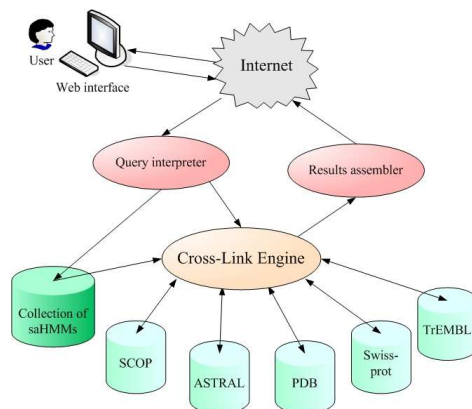 User
Web interface
Internet
Query interpreter
Results assembler
Cross-Link Engine
Collection of
saHMMs
SCOP
ASTRAL
PDB
Swiss-
prot
TrEMBL